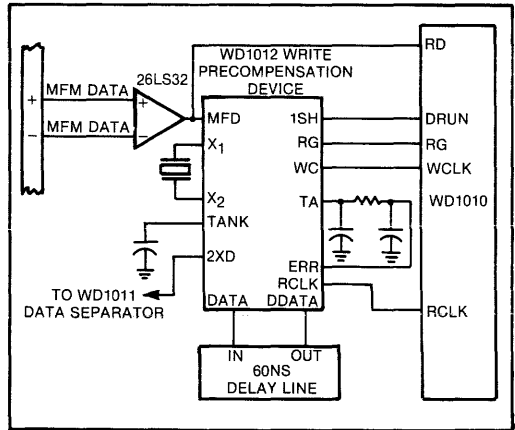 WD1012 WRITE
PRECOMPENSATION
DEVICE
26LS32
MFM DATA
MFM DATA
+
−
+
−
MFD
X1
X2
TANK
2XD
DATA
DDATA
1SH
RG
WC
TA
ERR
RCLK
RD
DRUN
RG
WCLK
WD1010
RCLK
TO WD1011
DATA SEPARATOR
IN OUT
60NS
DELAY LINE